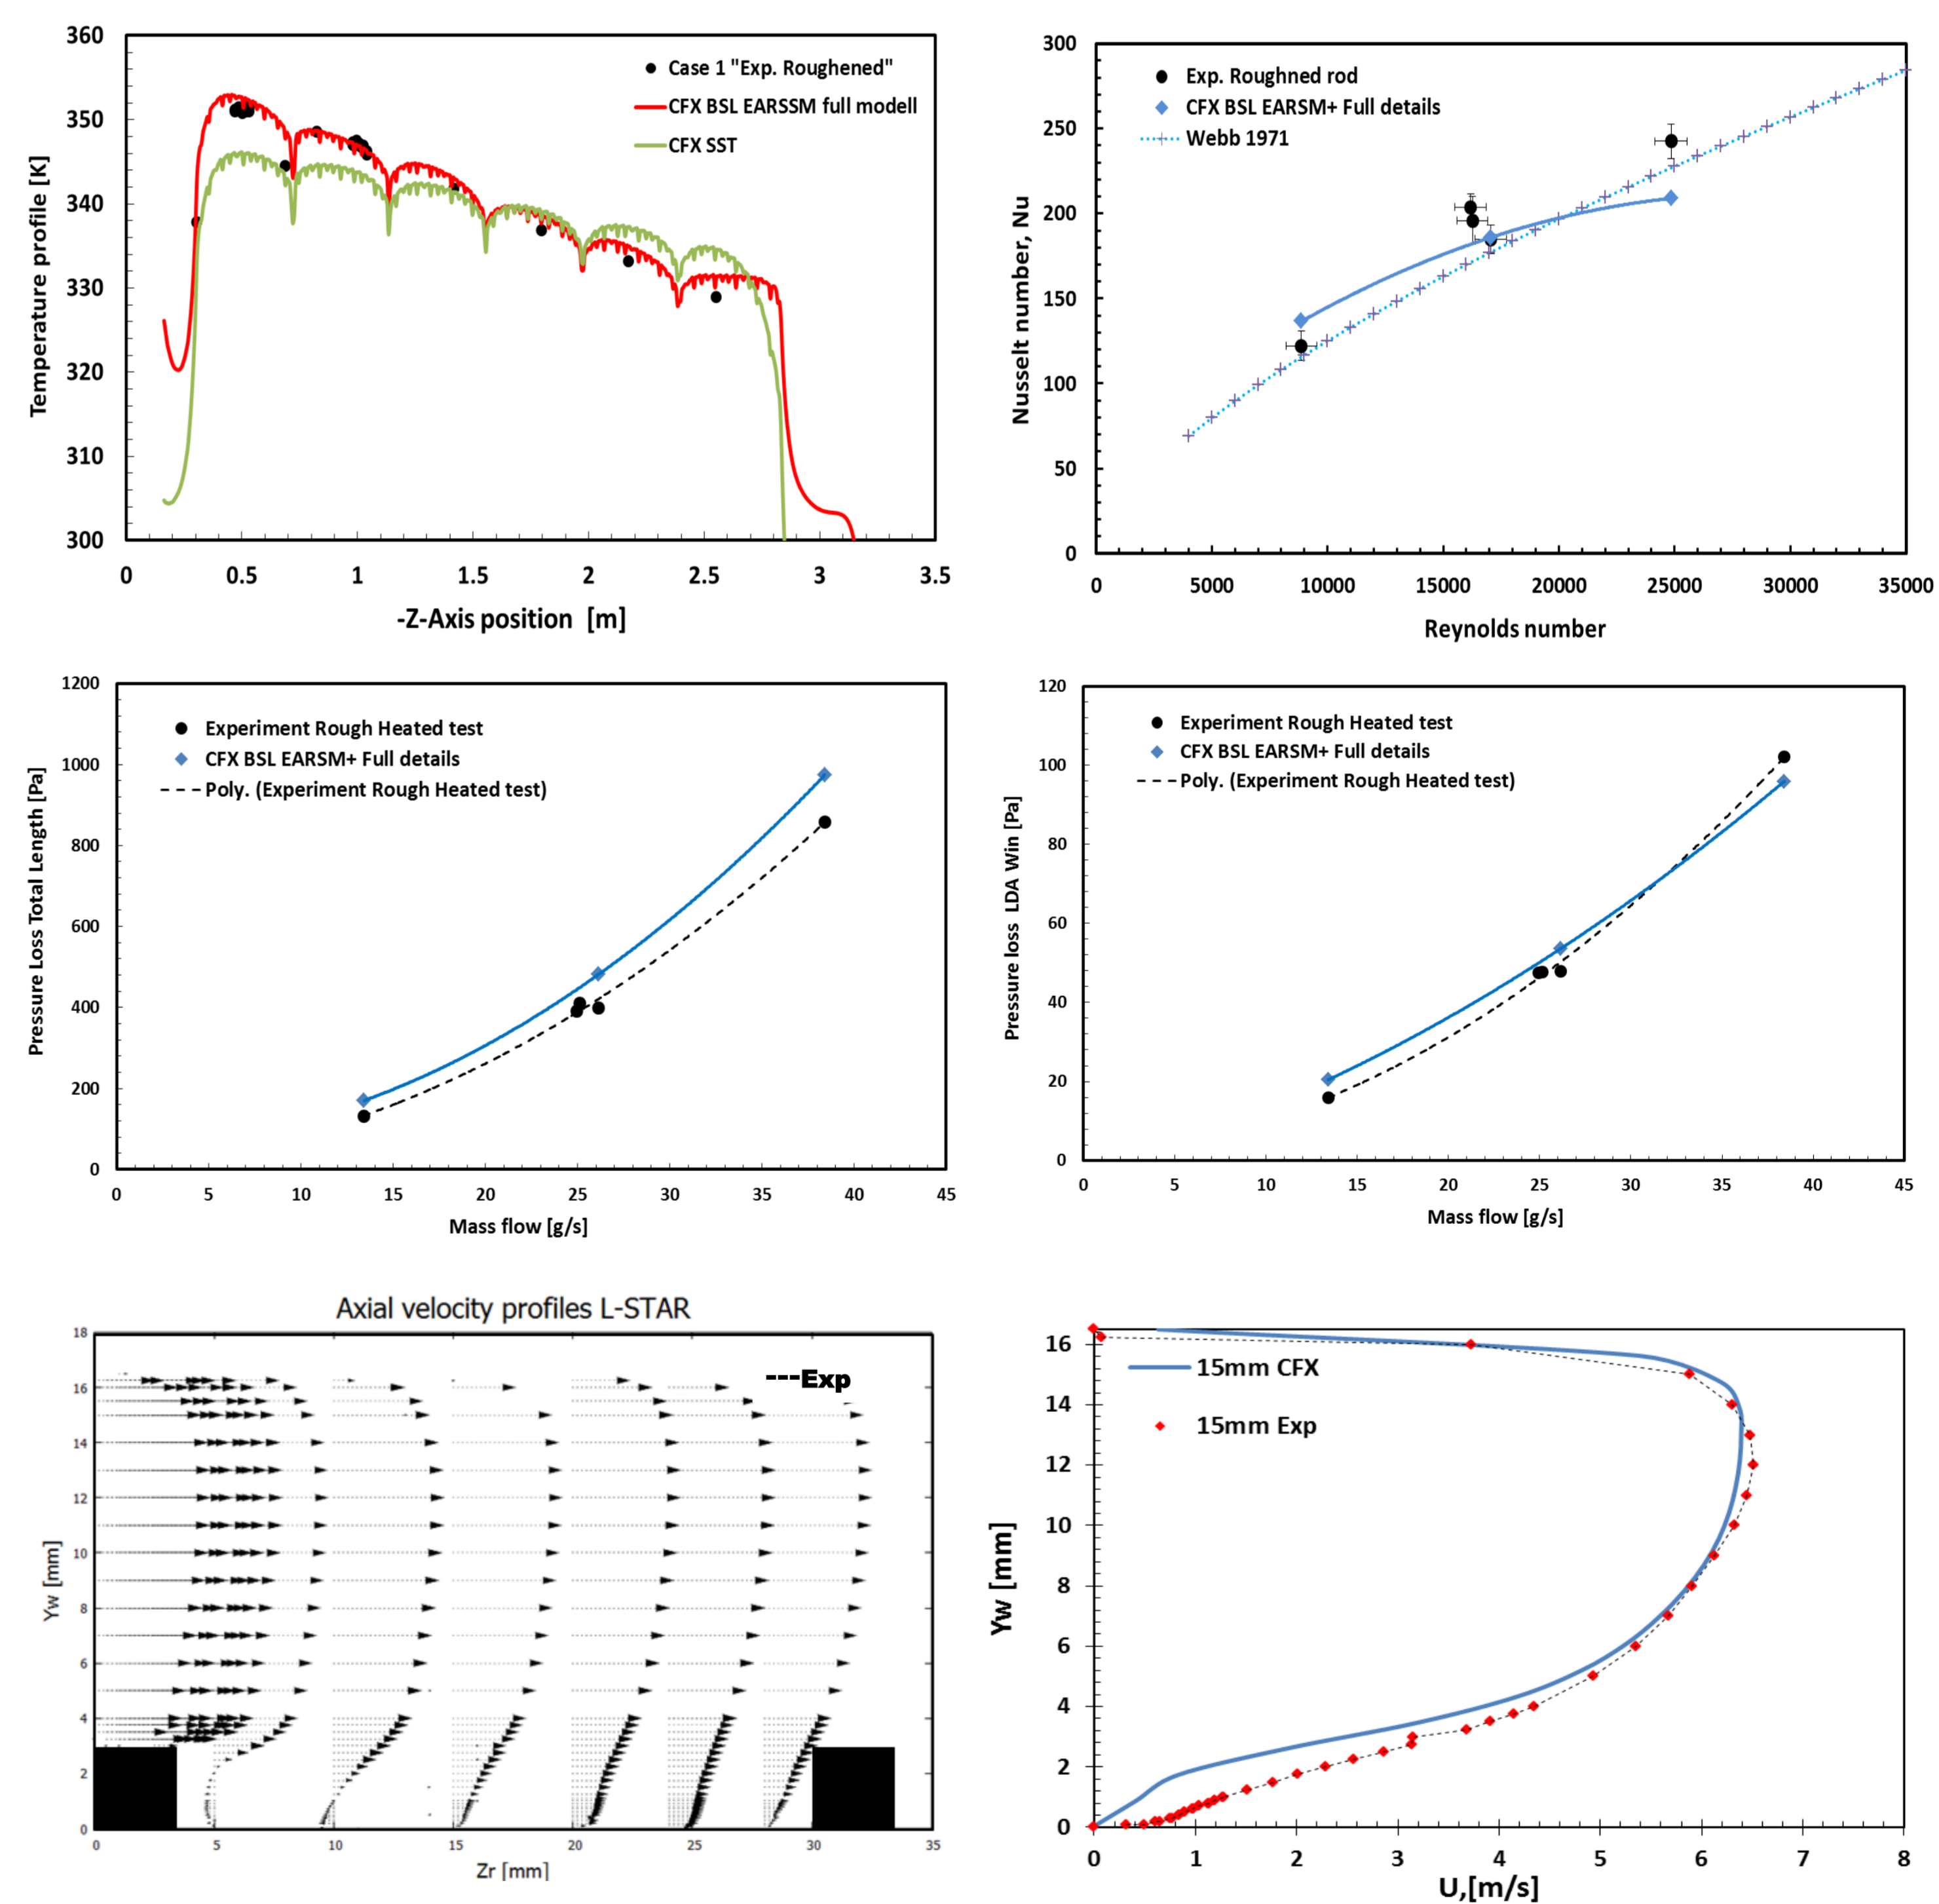 360
350
340
330
320
310
300
0 0.5 1 1.5 2 2.5 3 3.5
Temperature profile [K]
-Z-Axis position [m]
Case 1 "Exp. Roughened"
CFX BSL EARSSM full modell
CFX SST
300
250
200
150
100
50
0
0 5000 10000 15000 20000 25000 30000 35000
Nusselt number, Nu
Reynolds number
Exp. Roughned rod
CFX BSL EARSM+ Full details
Webb 1971
1200
1000
800
600
400
200
0
0 5 10 15 20 25 30 35 40 45
Pressure Loss Total Length [Pa]
Mass flow [g/s]
Experiment Rough Heated test
CFX BSL EARSM+ Full details
Poly. (Experiment Rough Heated test)
120
100
80
60
40
20
0
0 5 10 15 20 25 30 35 40 45
Pressure loss LDA Win [Pa]
Mass flow [g/s]
Experiment Rough Heated test
CFX BSL EARSM+ Full details
Poly. (Experiment Rough Heated test)
Axial velocity profiles L-STAR
18
16
14
12
10
8
6
4
2
0
0 5 10 15 20 25 30 35
Yw [mm]
Zr [mm]
---Exp
16
14
12
10
8
6
4
2
0
0 1 2 3 4 5 6 7 8
Yw [mm]
U,[m/s]
15mm CFX
15mm Exp